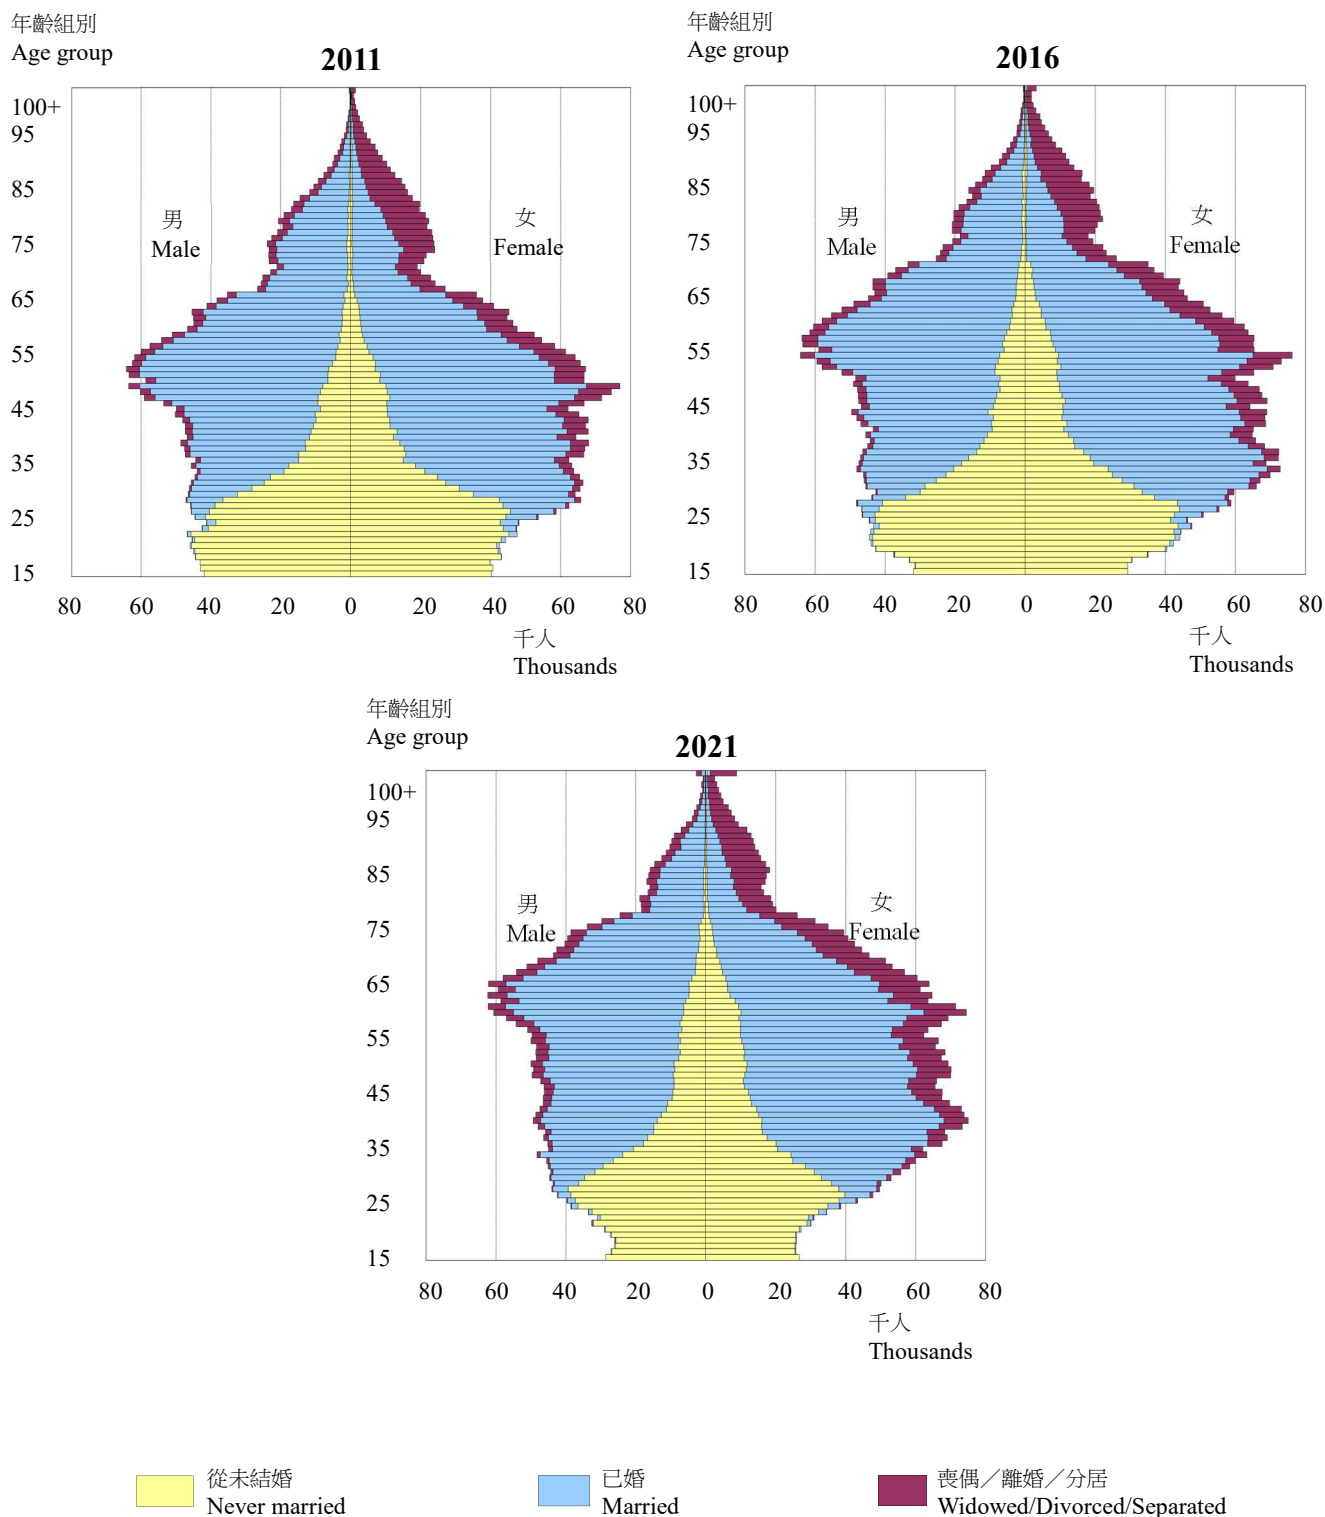 年齡組別
Age group
2011
100+
95
85
75
65
55
45
35
25
15
男
Male
女
Female
80 60 40 20 0 20 40 60 80
千人
Thousands
年齡組別
Age group
2016
100+
95
85
75
65
55
45
35
25
15
男
Male
女
Female
80 60 40 20 0 20 40 60 80
千人
Thousands
年齡組別
Age group
2021
100+
95
85
75
65
55
45
35
25
15
男
Male
女
Female
80 60 40 20 0 20 40 60 80
千人
Thousands
從未結婚
Never married
已婚
Married
喪偶／離婚／分居
Widowed/Divorced/Separated